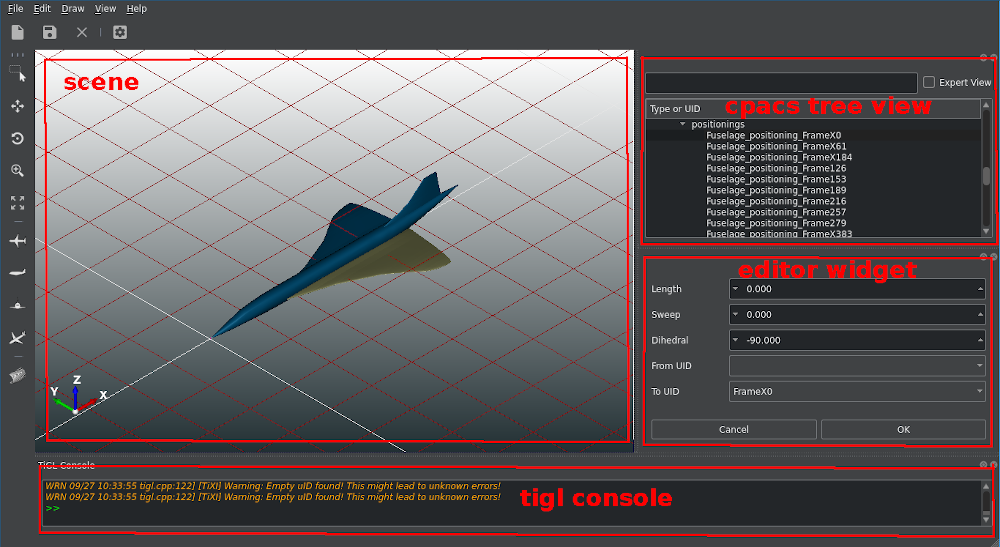 File Edit Draw View Help
scene
Expert View
Type or UID
cpacs tree view
positionings
Fuselage_positioning_FrameX0
Fuselage_positioning_FrameX61
Fuselage_positioning_FrameX184
Fuselage_positioning_Frame126
Fuselage_positioning_Frame153
Fuselage_positioning_Frame189
Fuselage_positioning_Frame216
Fuselage_positioning_Frame257
Fuselage_positioning_Frame279
Fuselage_positioning_FrameX383
editor widget
Length 0.000
Sweep 0.000
Dihedral -90.000
From UID
To UID FrameX0
Cancel OK
Z
Y X
TiGL Console
WRN 09/27 10:33:55 tigl.cpp:122] [TiXI] Warning: Empty uID found! This might lead to unknown errors!
WRN 09/27 10:33:55 tigl.cpp:122] [TiXI] Warning: Empty uID found! This might lead to unknown errors!
>>
tigl console